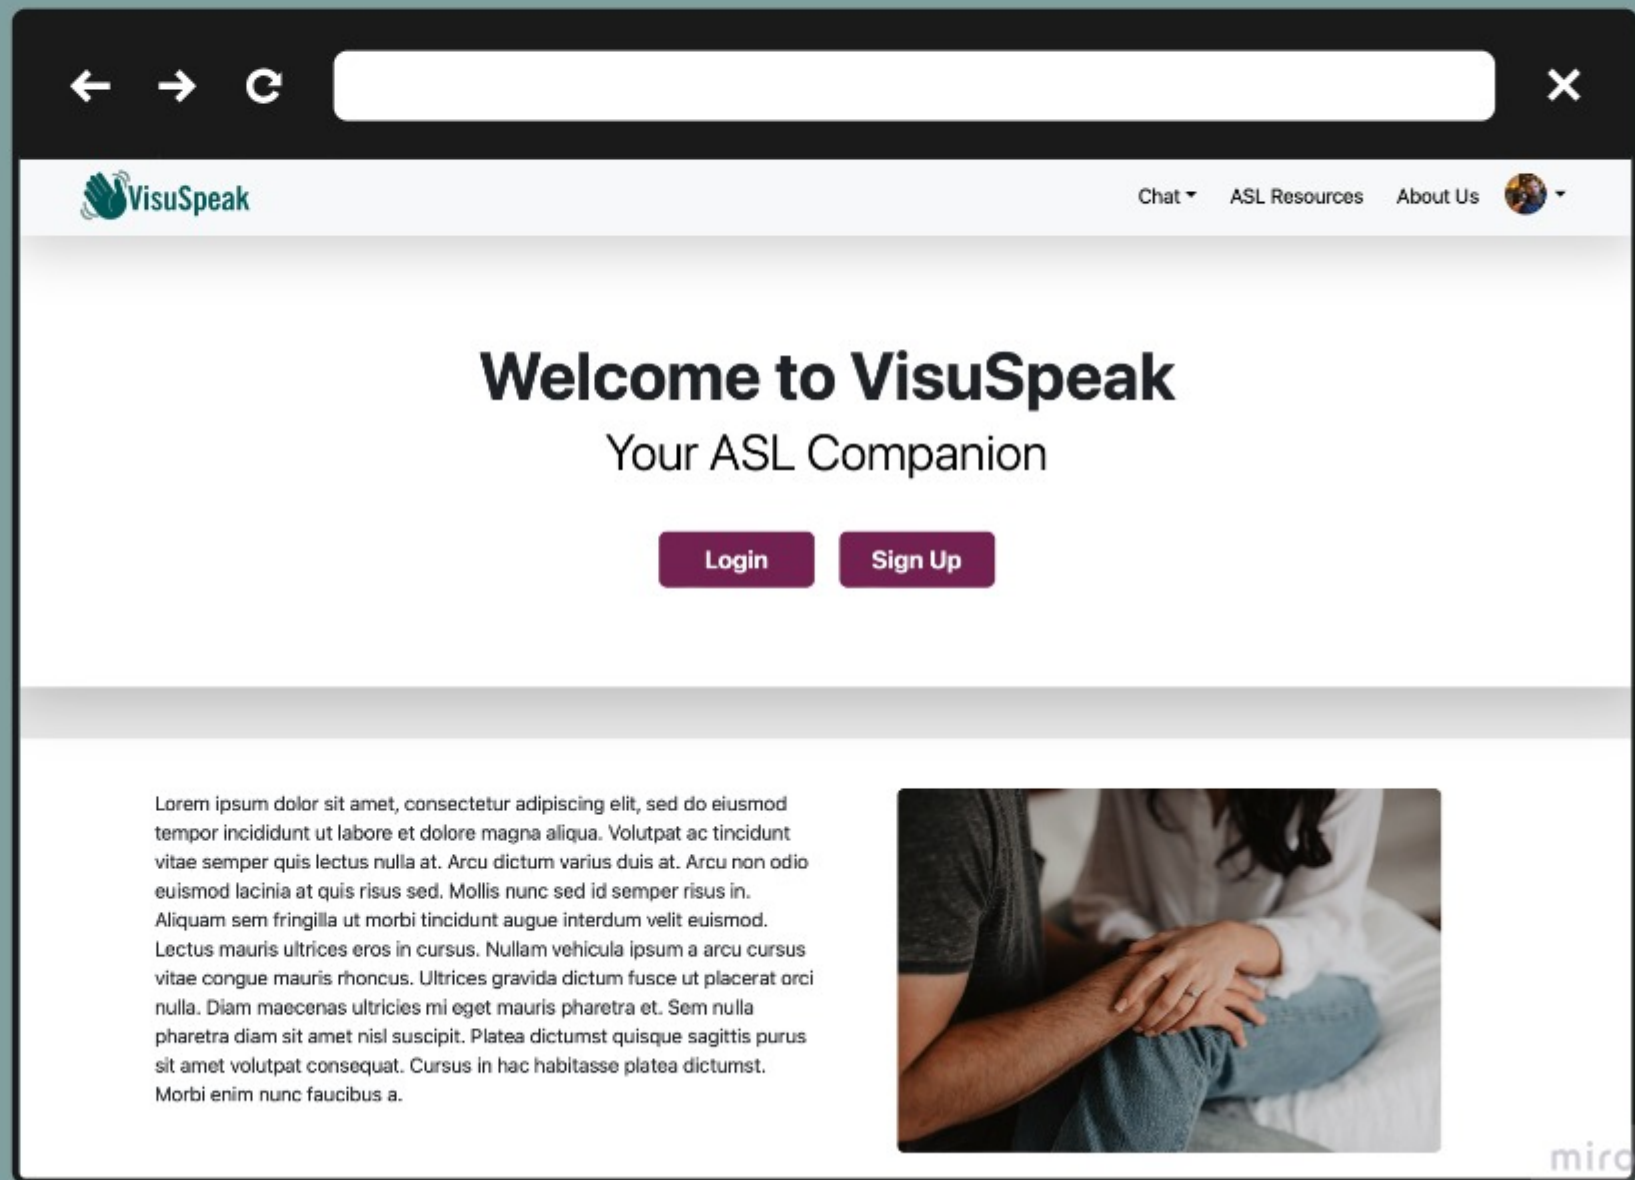 VisuSpeak
Chat
ASL Resources
About Us
Welcome to VisuSpeak
Your ASL Companion
Login
Sign Up
Lorem ipsum dolor sit amet, consectetur adipiscing elit, sed do eiusmod
tempor incididunt ut labore et dolore magna aliqua. Volutpat ac tincidunt
vitae semper quis lectus nulla at. Arcu dictum varius duis at. Arcu non odio
euismod lacinia at quis risus sed. Mollis nunc sed id semper risus in.
Aliquam sem fringilla ut morbi tincidunt augue interdum velit euismod.
Lectus mauris ultrices eros in cursus. Nullam vehicula ipsum a arcu cursus
vitae congue mauris rhoncus. Ultrices gravida dictum fusce ut placerat orci
nulla. Diam maecenas ultricies mi eget mauris pharetra et. Sem nulla
pharetra diam sit amet nisl suscipit. Platea dictumst quisque sagittis purus
sit amet volutpat consequat. Cursus in hac habitasse platea dictumst.
Morbi enim nunc faucibus a.
miro